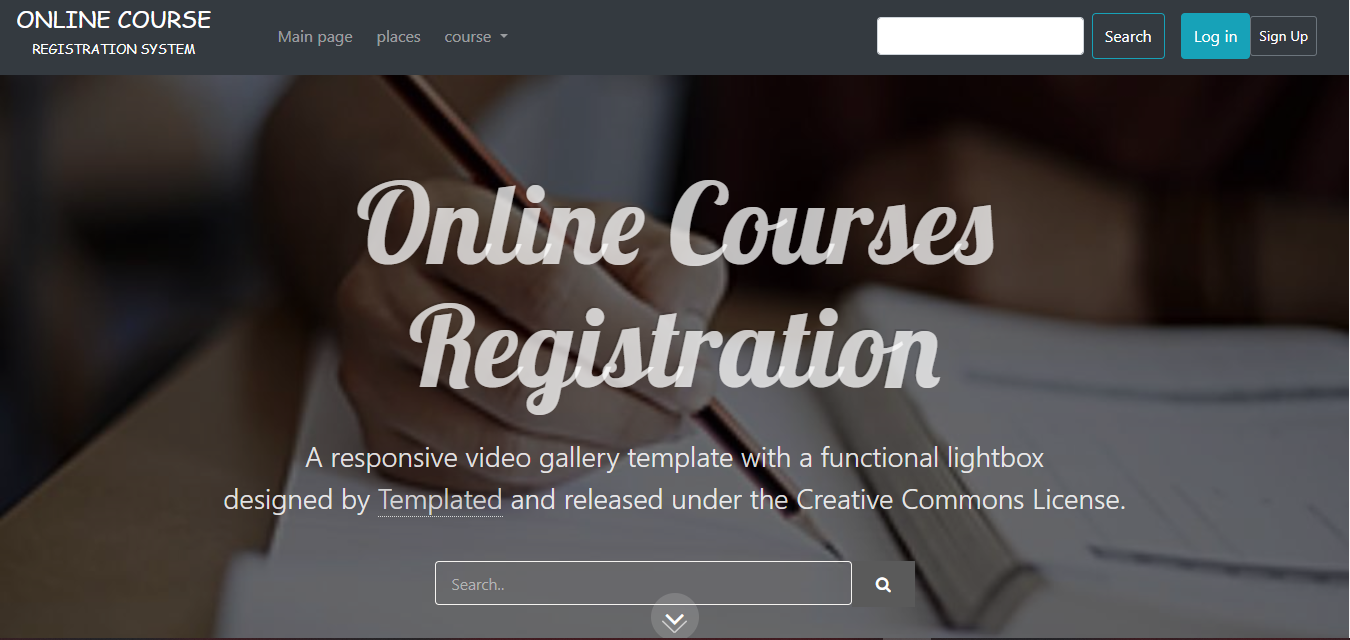 ONLINE COURSE
REGISTRATION SYSTEM
Main page places course
Search
Log in
Sign Up
Online Courses
Registration
A responsive video gallery template with a functional lightbox
designed by Templated and released under the Creative Commons License.
Search..